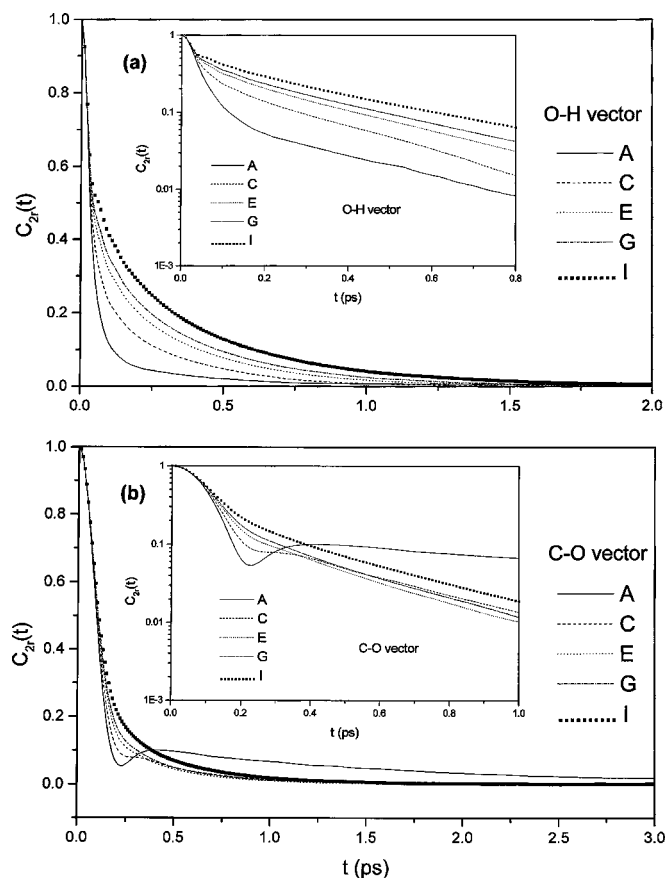 (a)
C2r(t)
1.0
0.8
0.6
0.4
0.2
0.0
0.0
0.5
1.0
1.5
2.0
O-H vector
A
C
E
G
I
C2r(t)
1
0.1
0.01
1E-3
0.0
0.2
0.4
0.6
0.8
t (ps)
A
C
E
G
I
O-H vector
(b)
C2r(t)
1.0
0.8
0.6
0.4
0.2
0.0
0.0
0.5
1.0
1.5
2.0
2.5
3.0
t (ps)
C-O vector
A
C
E
G
I
C2r(t)
1
0.1
0.01
1E-3
0.0
0.2
0.4
0.6
0.8
1.0
t (ps)
A
C
E
G
I
C-O vector